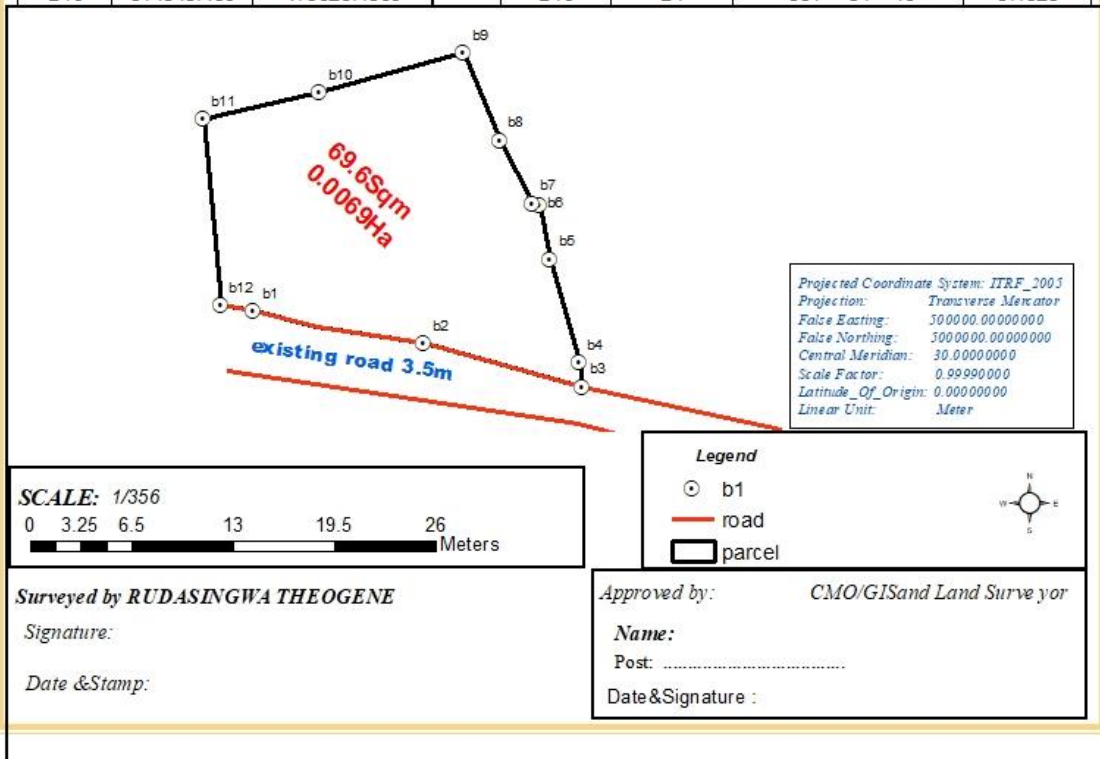 b9
b10
b11
b8
69.6Sqm
0.0069Ha
b7
b6
b5
b12
b1
b2
b4
b3
existing road 3.5m
Projected Coordinate System: ITRF_2005
Projection: Transverse Mercator
False Easting: 500000.00000000
False Northing: 5000000.00000000
Central Meridian: 30.00000000
Scale Factor: 0.99990000
Latitude_Of_Origin: 0.00000000
Linear Unit: Meter
Legend
b1
road
parcel
N
W E
S
SCALE: 1/356
0 3.25 6.5 13 19.5 26
Meters
Surveyed by RUDASINGWA THEOGENE
Signature:
Date &Stamp:
Approved by: CMO/GISand Land Surveyor
Name:
Post: .....................................
Date&Signature :